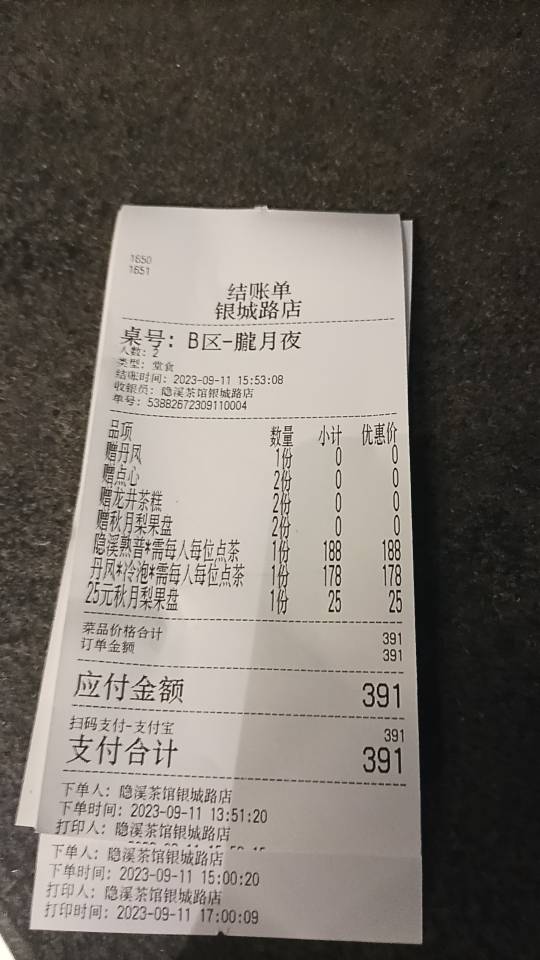 1650
1651
结账单
银城路店
桌号: B区-朧月夜
人数: 2
类型: 堂食
结账时间: 2023-09-11 15:53:08
收银员: 隐溪茶馆银城路店
单号: 53882672309110004
品项 数量 小计 优惠价
赠丹凤 1份 0 0
赠点心 2份 0 0
赠龙井茶糕 2份 0 0
赠秋月梨果盘 2份 0 0
隐溪熟普*需每人每位点茶 1份 188 188
丹凤*冷泡*需每人每位点茶 1份 178 178
25元秋月梨果盘 1份 25 25
菜品价格合计 391
订单金额 391
应付金额 391
扫码支付-支付宝 391
支付合计 391
下单人: 隐溪茶馆银城路店
下单时间: 2023-09-11 13:51:20
打印人: 隐溪茶馆银城路店
下单人: 隐溪茶馆银城路店
下单时间: 2023-09-11 15:00:20
打印人: 隐溪茶馆银城路店
打印时间: 2023-09-11 17:00:09